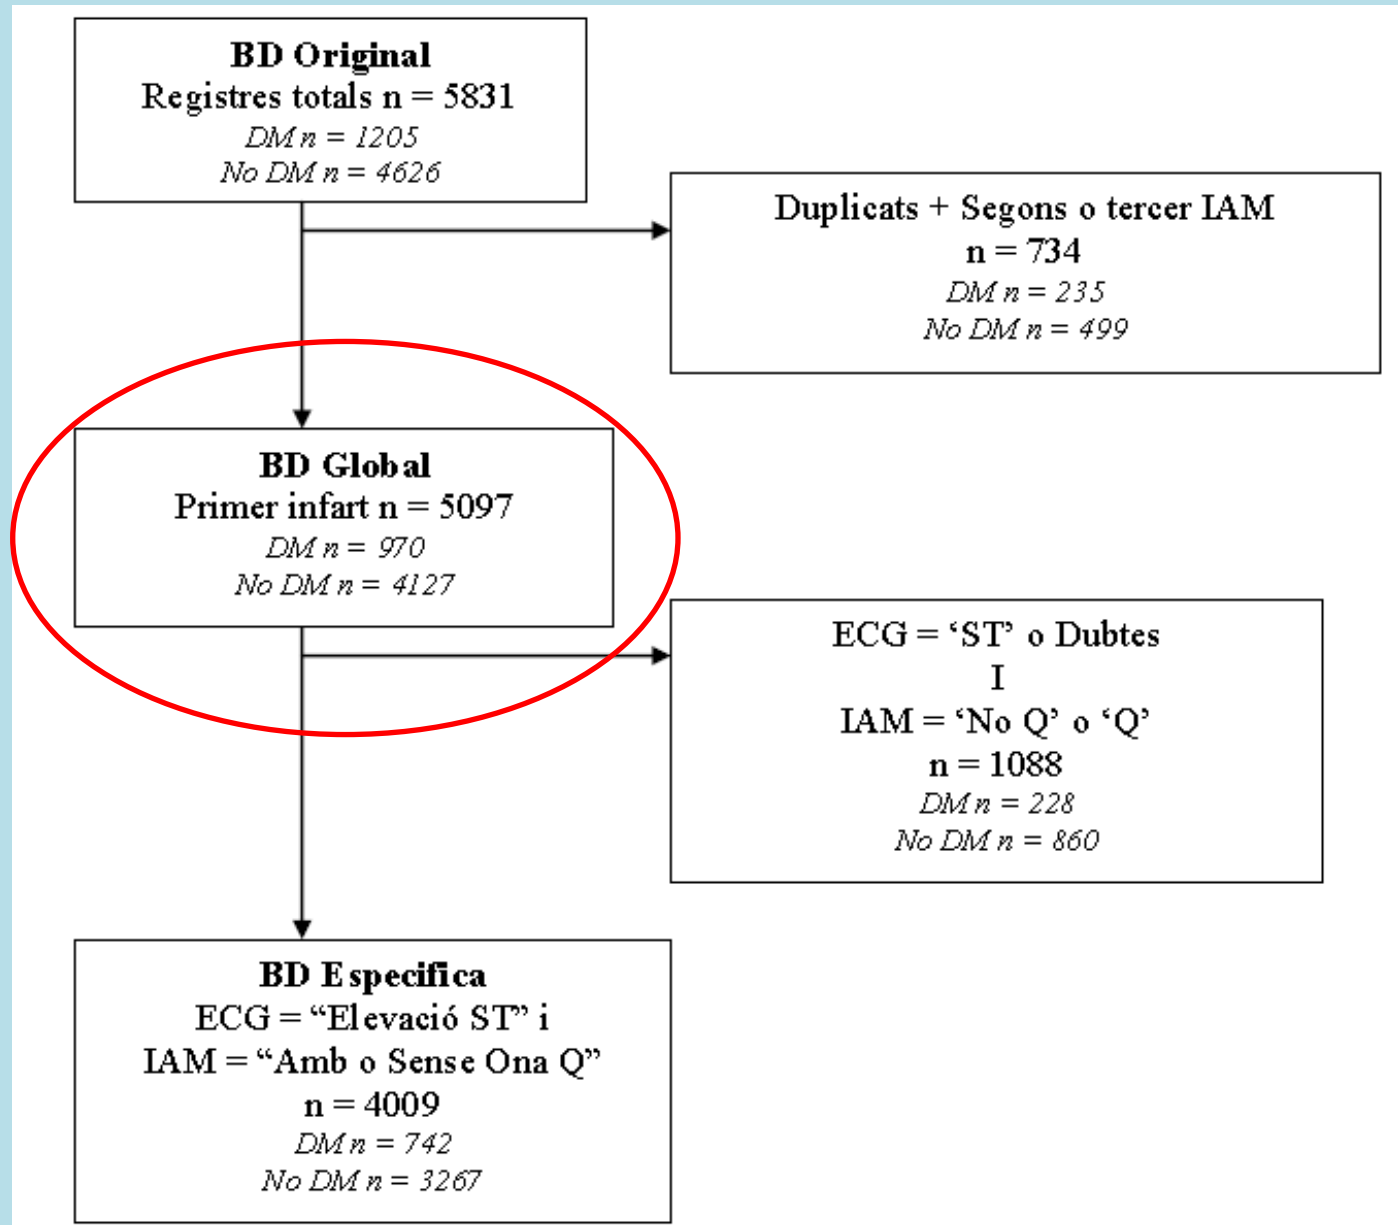 BD Original
Registres totals n = 5831
DM n = 1205
No DM n = 4626
Duplicats + Segons o tercer IAM
n = 734
DM n = 235
No DM n = 499
BD Global
Primer infart n = 5097
DM n = 970
No DM n = 4127
ECG = ‘ST’ o Dubtes
I
IAM = ‘No Q’ o ‘Q’
n = 1088
DM n = 228
No DM n = 860
BD Especifica
ECG = “Elevació ST” i
IAM = “Amb o Sense Ona Q”
n = 4009
DM n = 742
No DM n = 3267